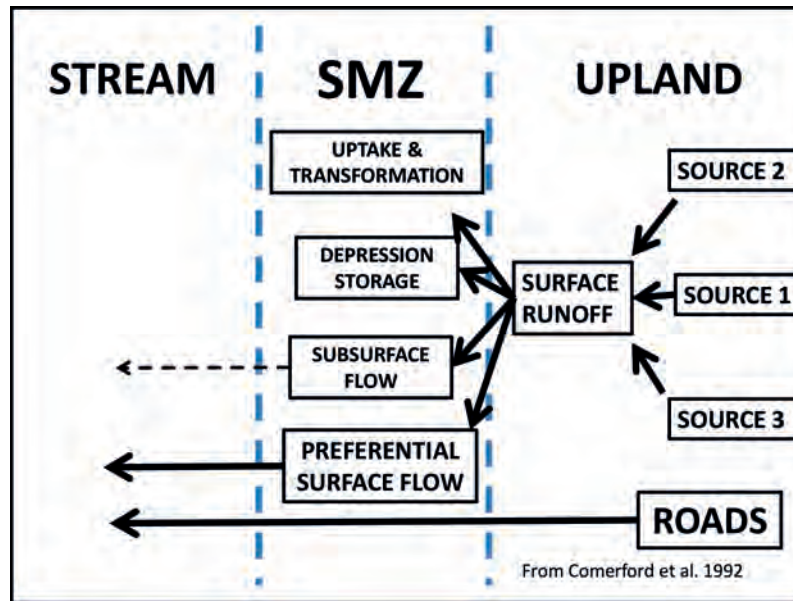 STREAM
SMZ
UPLAND
UPTAKE &
TRANSFORMATION
SOURCE 2
DEPRESSION
STORAGE
SURFACE
RUNOFF
SOURCE 1
SUBSURFACE
FLOW
SOURCE 3
PREFERENTIAL
SURFACE FLOW
ROADS
From Comerford et al. 1992